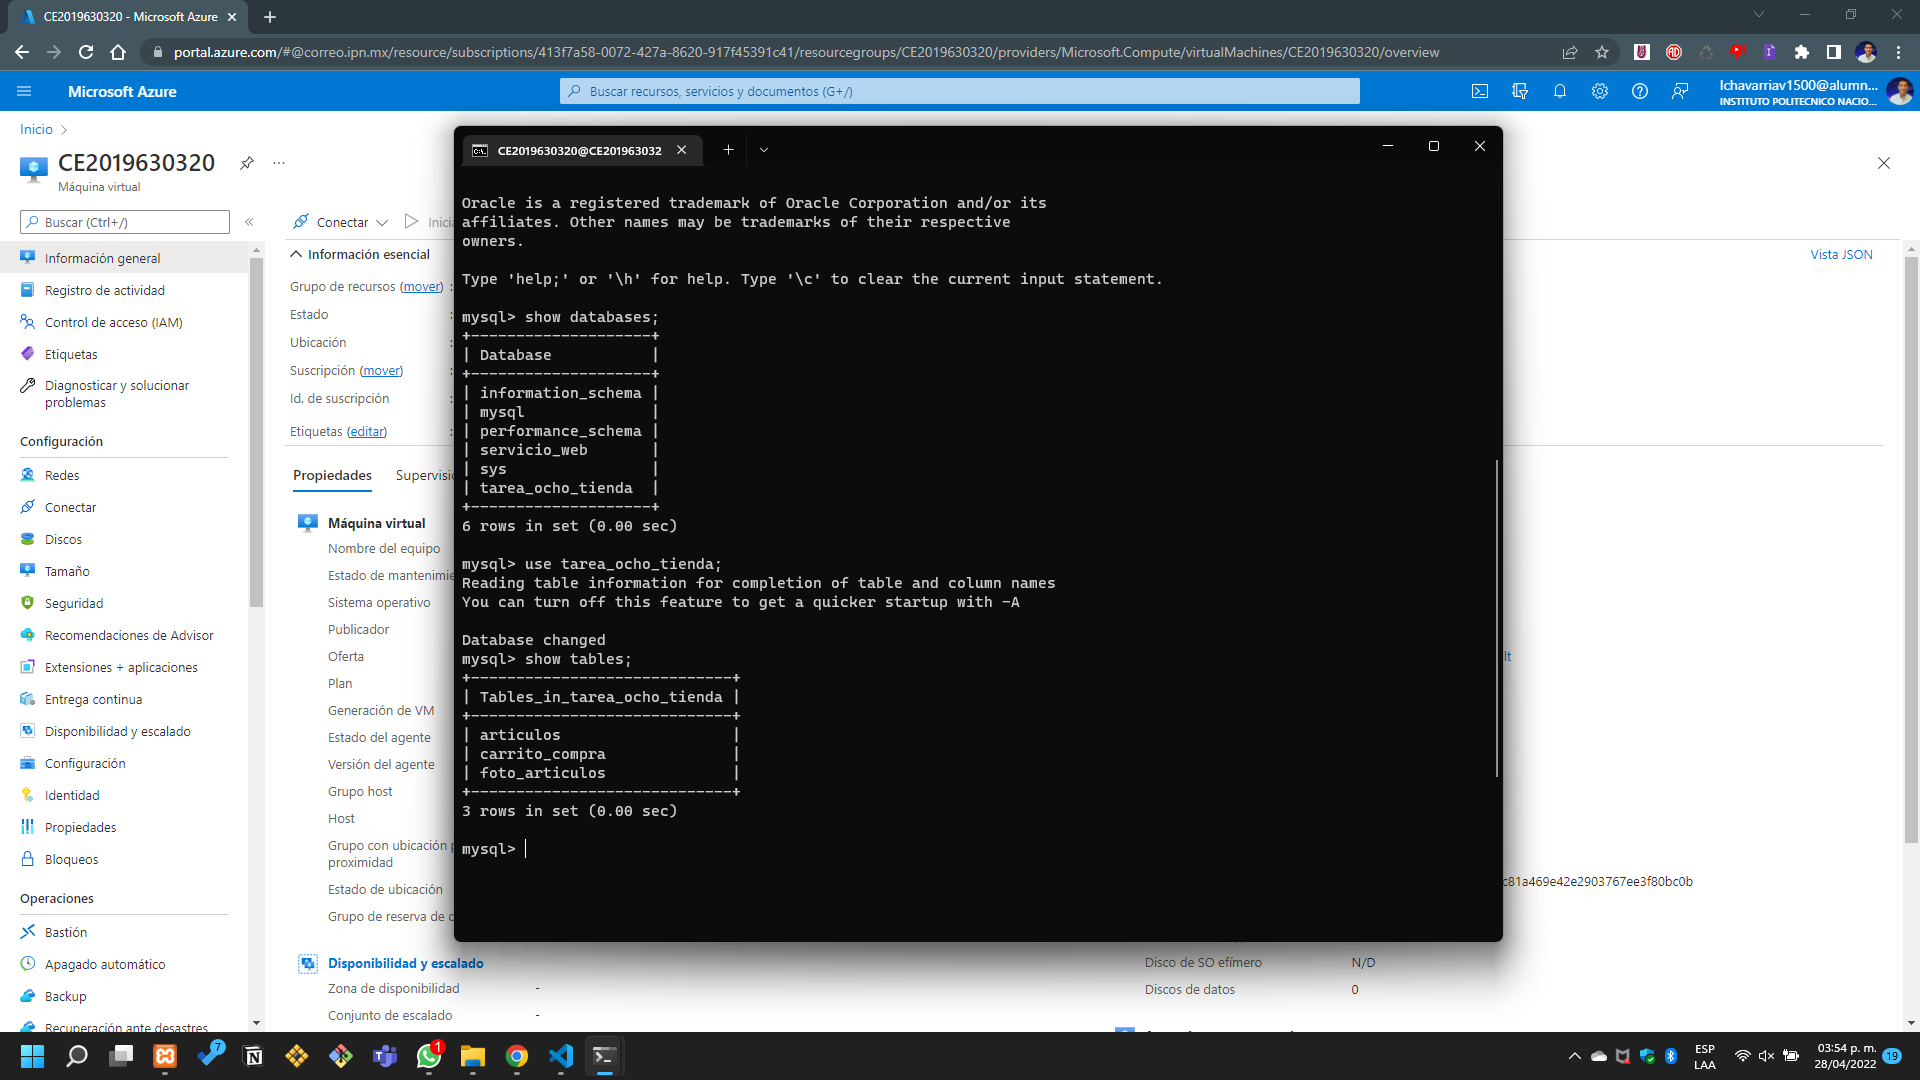 CE2019630320 - Microsoft Azure
portal.azure.com/#@correo.ipn.mx/resource/subscriptions/413f7a58-0072-427a-8620-917f45391c41/resourcegroups/CE2019630320/providers/Microsoft.Compute/virtualMachines/CE2019630320/overview
Microsoft Azure
Buscar recursos, servicios y documentos (G+/)
lchavarriav1500@alumn...
INSTITUTO POLITECNICO NACIO...
Inicio
CE2019630320
Máquina virtual
Buscar (Ctrl+/)
Información general
Registro de actividad
Control de acceso (IAM)
Etiquetas
Diagnosticar y solucionar
problemas
Configuración
Redes
Conectar
Discos
Tamaño
Seguridad
Recomendaciones de Advisor
Extensiones + aplicaciones
Entrega continua
Disponibilidad y escalado
Configuración
Identidad
Propiedades
Bloqueos
Operaciones
Bastión
Apagado automático
Backup
Recuperación ante desastres
Conectar
Inicia
Información esencial
Vista JSON
Grupo de recursos (mover) :
Estado :
Ubicación :
Suscripción (mover) :
Id. de suscripción :
Etiquetas (editar) :
Propiedades
Supervisió
Máquina virtual
Nombre del equipo
Estado de mantenimie
Sistema operativo
Publicador
Oferta
Plan
Generación de VM
Estado del agente
Versión del agente
Grupo host
Host
Grupo con ubicación p
proximidad
Estado de ubicación
Grupo de reserva de c
Disponibilidad y escalado
Zona de disponibilidad -
Conjunto de escalado -
lt
c81a469e42e2903767ee3f80bc0b
Disco de SO efímero N/D
Discos de datos 0
CE2019630320@CE201963032
Oracle is a registered trademark of Oracle Corporation and/or its
affiliates. Other names may be trademarks of their respective
owners.
Type 'help;' or '\h' for help. Type '\c' to clear the current input statement.
mysql> show databases;
+--------------------+
| Database           |
+--------------------+
| information_schema |
| mysql              |
| performance_schema |
| servicio_web       |
| sys                |
| tarea_ocho_tienda  |
+--------------------+
6 rows in set (0.00 sec)
mysql> use tarea_ocho_tienda;
Reading table information for completion of table and column names
You can turn off this feature to get a quicker startup with -A
Database changed
mysql> show tables;
+-----------------------------+
| Tables_in_tarea_ocho_tienda |
+-----------------------------+
| articulos                   |
| carrito_compra              |
| foto_articulos              |
+-----------------------------+
3 rows in set (0.00 sec)
mysql>
7
1
ESP
LAA
03:54 p. m.
28/04/2022
19